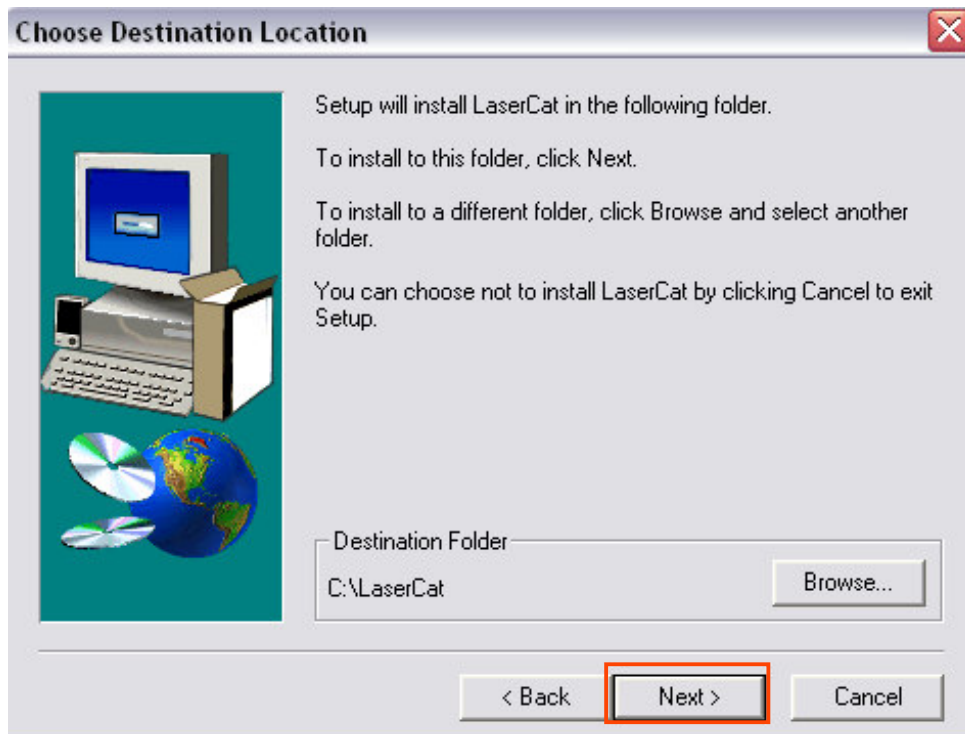 Choose Destination Location
Setup will install LaserCat in the following folder.
To install to this folder, click Next.
To install to a different folder, click Browse and select another
folder.
You can choose not to install LaserCat by clicking Cancel to exit
Setup.
Destination Folder
C:\LaserCat
Browse...
< Back
Next >
Cancel